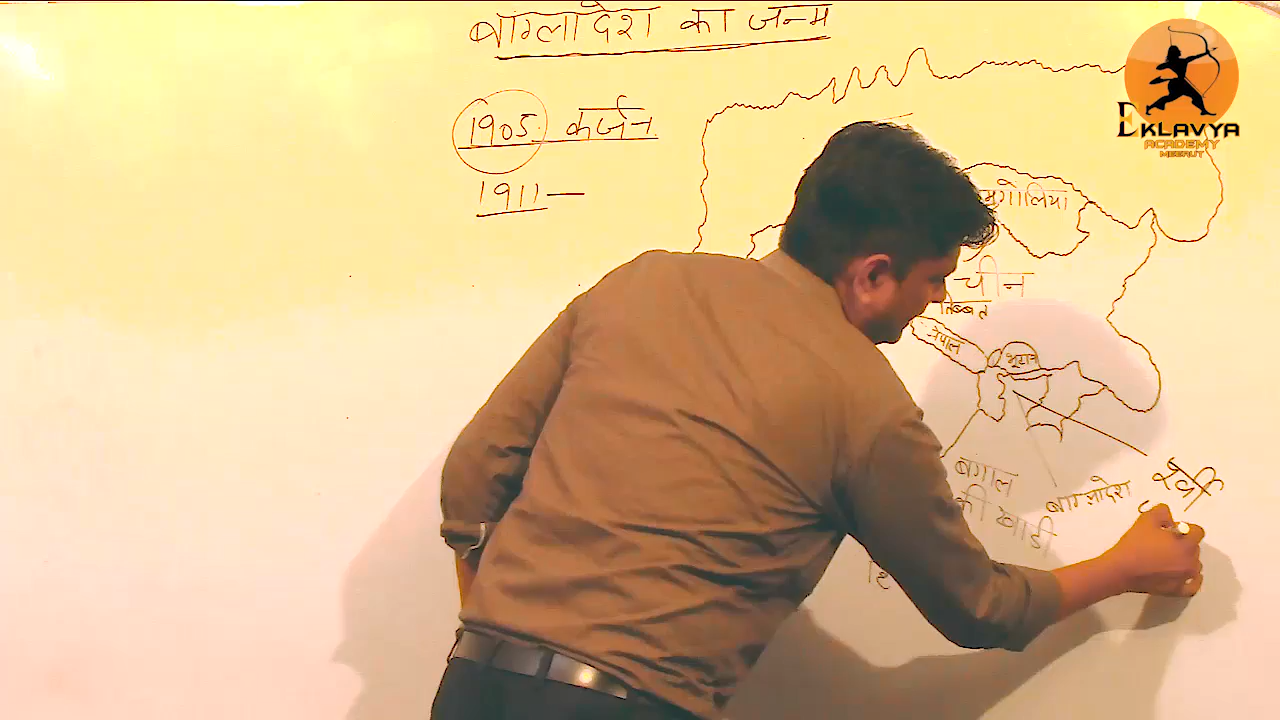 बांग्लादेश का जन्म
1905 कर्जन
1911 —
EKLAVYA
ACADEMY
MEERUT
मंगोलिया
चीन
तिब्बत
नेपाल
भूटान
बंगाल
की खाडी
बाग्लादेश